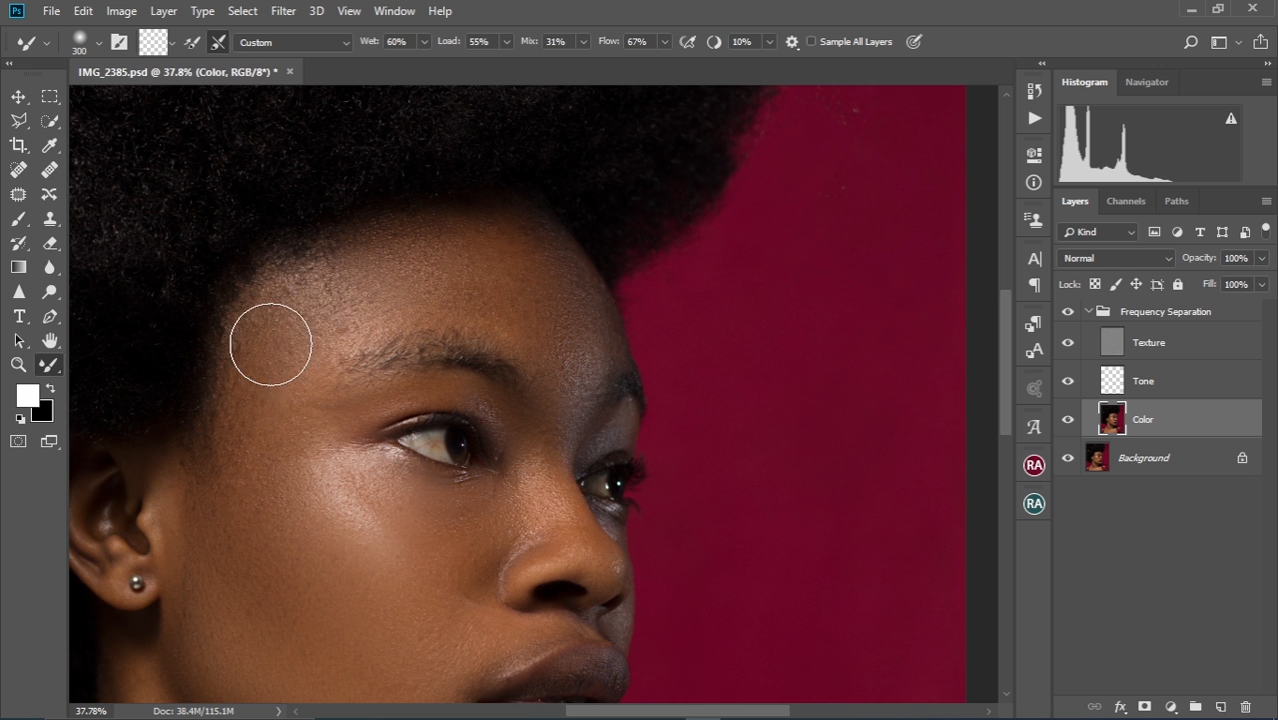 Ps File Edit Image Layer Type Select Filter 3D View Window Help
300 Custom Wet: 60% Load: 55% Mix: 31% Flow: 67% 10% Sample All Layers
IMG_2385.psd @ 37.8% (Color, RGB/8*) * ×
Histogram Navigator
Layers Channels Paths
Kind
Normal Opacity: 100%
Lock: Fill: 100%
Frequency Separation
Texture
Tone
Color
Background
RA
RA
37.78% Doc: 38.4M/115.1M